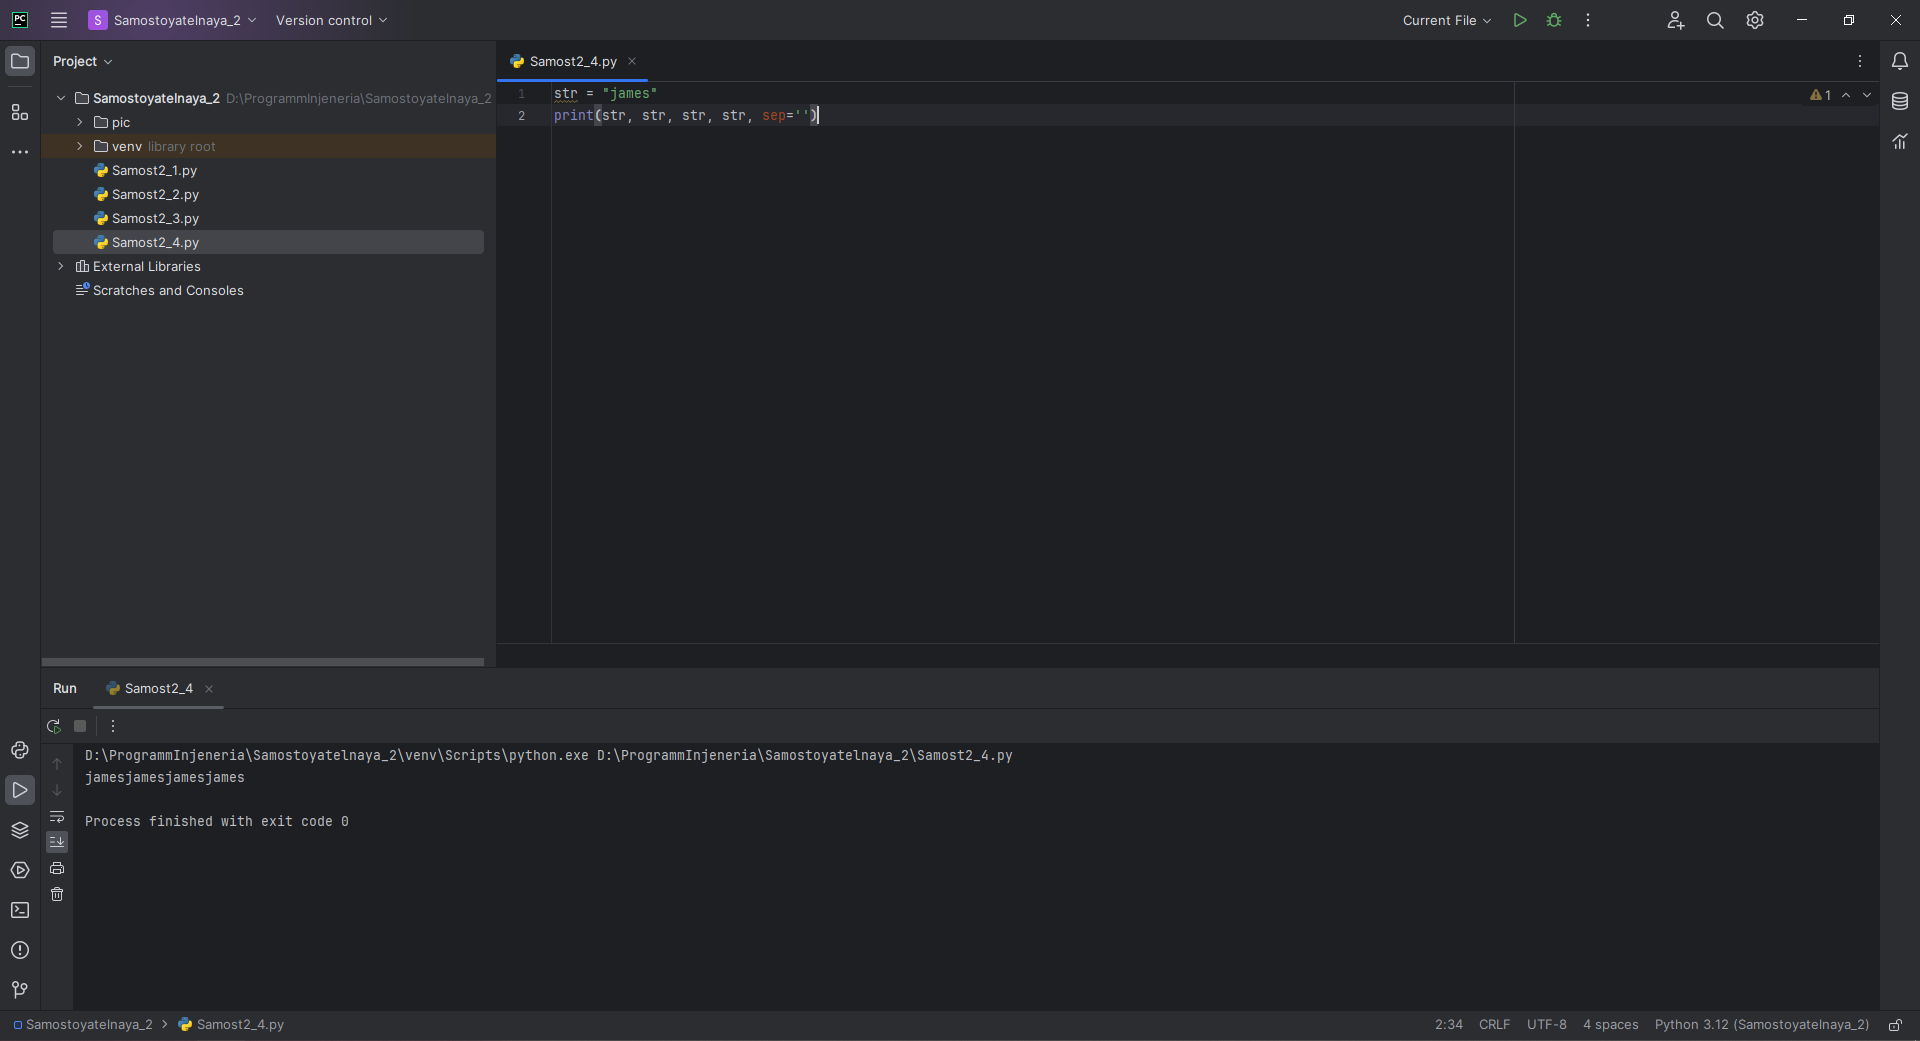 PC
S Samostoyatelnaya_2 Version control Current File
Project Samost2_4.py
Samostoyatelnaya_2 D:\ProgrammInjeneria\Samostoyatelnaya_2
pic
venv library root
Samost2_1.py
Samost2_2.py
Samost2_3.py
Samost2_4.py
External Libraries
Scratches and Consoles
1 str = "james" 1
2 print(str, str, str, str, sep='')
Run Samost2_4
D:\ProgrammInjeneria\Samostoyatelnaya_2\venv\Scripts\python.exe D:\ProgrammInjeneria\Samostoyatelnaya_2\Samost2_4.py
jamesjamesjamesjames
Process finished with exit code 0
Samostoyatelnaya_2 Samost2_4.py 2:34 CRLF UTF-8 4 spaces Python 3.12 (Samostoyatelnaya_2)